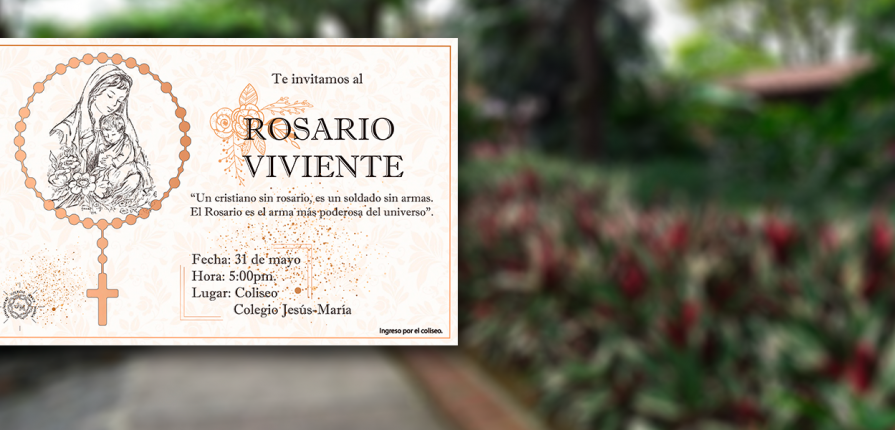 Te invitamos al
ROSARIO
VIVIENTE
“Un cristiano sin rosario, es un soldado sin armas.
El Rosario es el arma más poderosa del universo”.
Fecha: 31 de mayo
Hora: 5:00pm.
Lugar: Coliseo
Colegio Jesús-María
Ingreso por el coliseo.